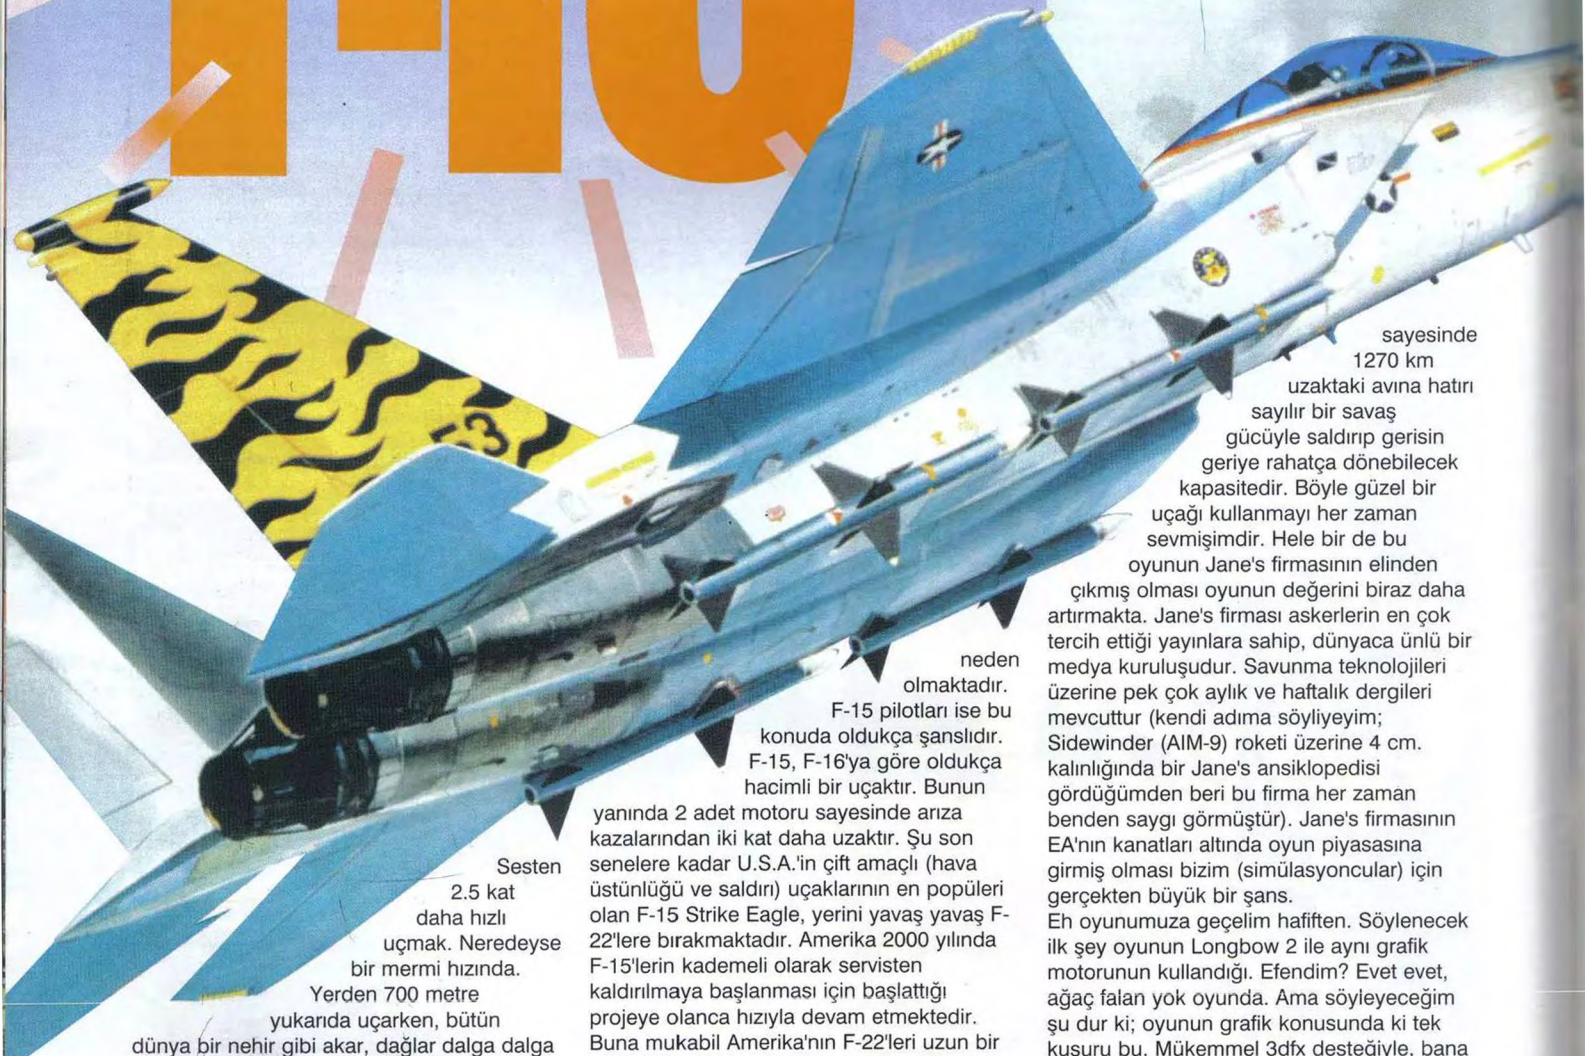 Sesten
2.5 kat
daha hızlı
uçmak. Neredeyse
bir mermi hızında.
Yerden 700 metre
yukarıda uçarken, bütün
dünya bir nehir gibi akar, dağlar dalga dalga
neden
olmaktadır.
F-15 pilotları ise bu
konuda oldukça şanslıdır.
F-15, F-16'ya göre oldukça
hacimli bir uçaktır. Bunun
yanında 2 adet motoru sayesinde arıza
kazalarından iki kat daha uzaktır. Şu son
senelere kadar U.S.A.'in çift amaçlı (hava
üstünlüğü ve saldırı) uçaklarının en popüleri
olan F-15 Strike Eagle, yerini yavaş yavaş F-
22'lere bırakmaktadır. Amerika 2000 yılında
F-15'lerin kademeli olarak servisten
kaldırılmaya başlanması için başlattığı
projeye olanca hızıyla devam etmektedir.
Buna mukabil Amerika'nın F-22'leri uzun bir
sayesinde
1270 km
uzaktaki avına hatırı
sayılır bir savaş
gücüyle saldırıp gerisin
geriye rahatça dönebilecek
kapasitedir. Böyle güzel bir
uçağı kullanmayı her zaman
sevmişimdir. Hele bir de bu
oyunun Jane's firmasının elinden
çıkmış olması oyunun değerini biraz daha
artırmakta. Jane's firması askerlerin en çok
tercih ettiği yayınlara sahip, dünyaca ünlü bir
medya kuruluşudur. Savunma teknolojileri
üzerine pek çok aylık ve haftalık dergileri
mevcuttur (kendi adıma söyliyeyim;
Sidewinder (AIM-9) roketi üzerine 4 cm.
kalınlığında bir Jane's ansiklopedisi
gördüğümden beri bu firma her zaman
benden saygı görmüştür). Jane's firmasının
EA'nın kanatları altında oyun piyasasına
girmiş olması bizim (simülasyoncular) için
gerçekten büyük bir şans.
Eh oyunumuza geçelim hafiften. Söylenecek
ilk şey oyunun Longbow 2 ile aynı grafik
motorunun kullandığı. Efendim? Evet evet,
ağaç falan yok oyunda. Ama söyleyeceğim
şu dur ki; oyunun grafik konusunda ki tek
kusuru bu. Mükemmel 3dfx desteğiyle, bana